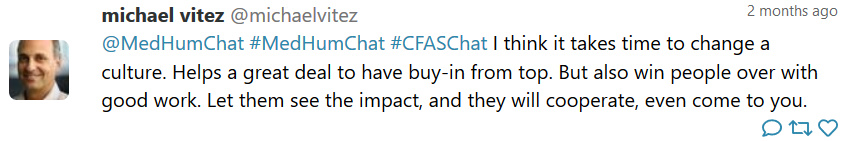 michael vitez @michaelvitez 2 months ago
@MedHumChat #MedHumChat #CFASChat I think it takes time to change a
culture. Helps a great deal to have buy-in from top. But also win people over with
good work. Let them see the impact, and they will cooperate, even come to you.